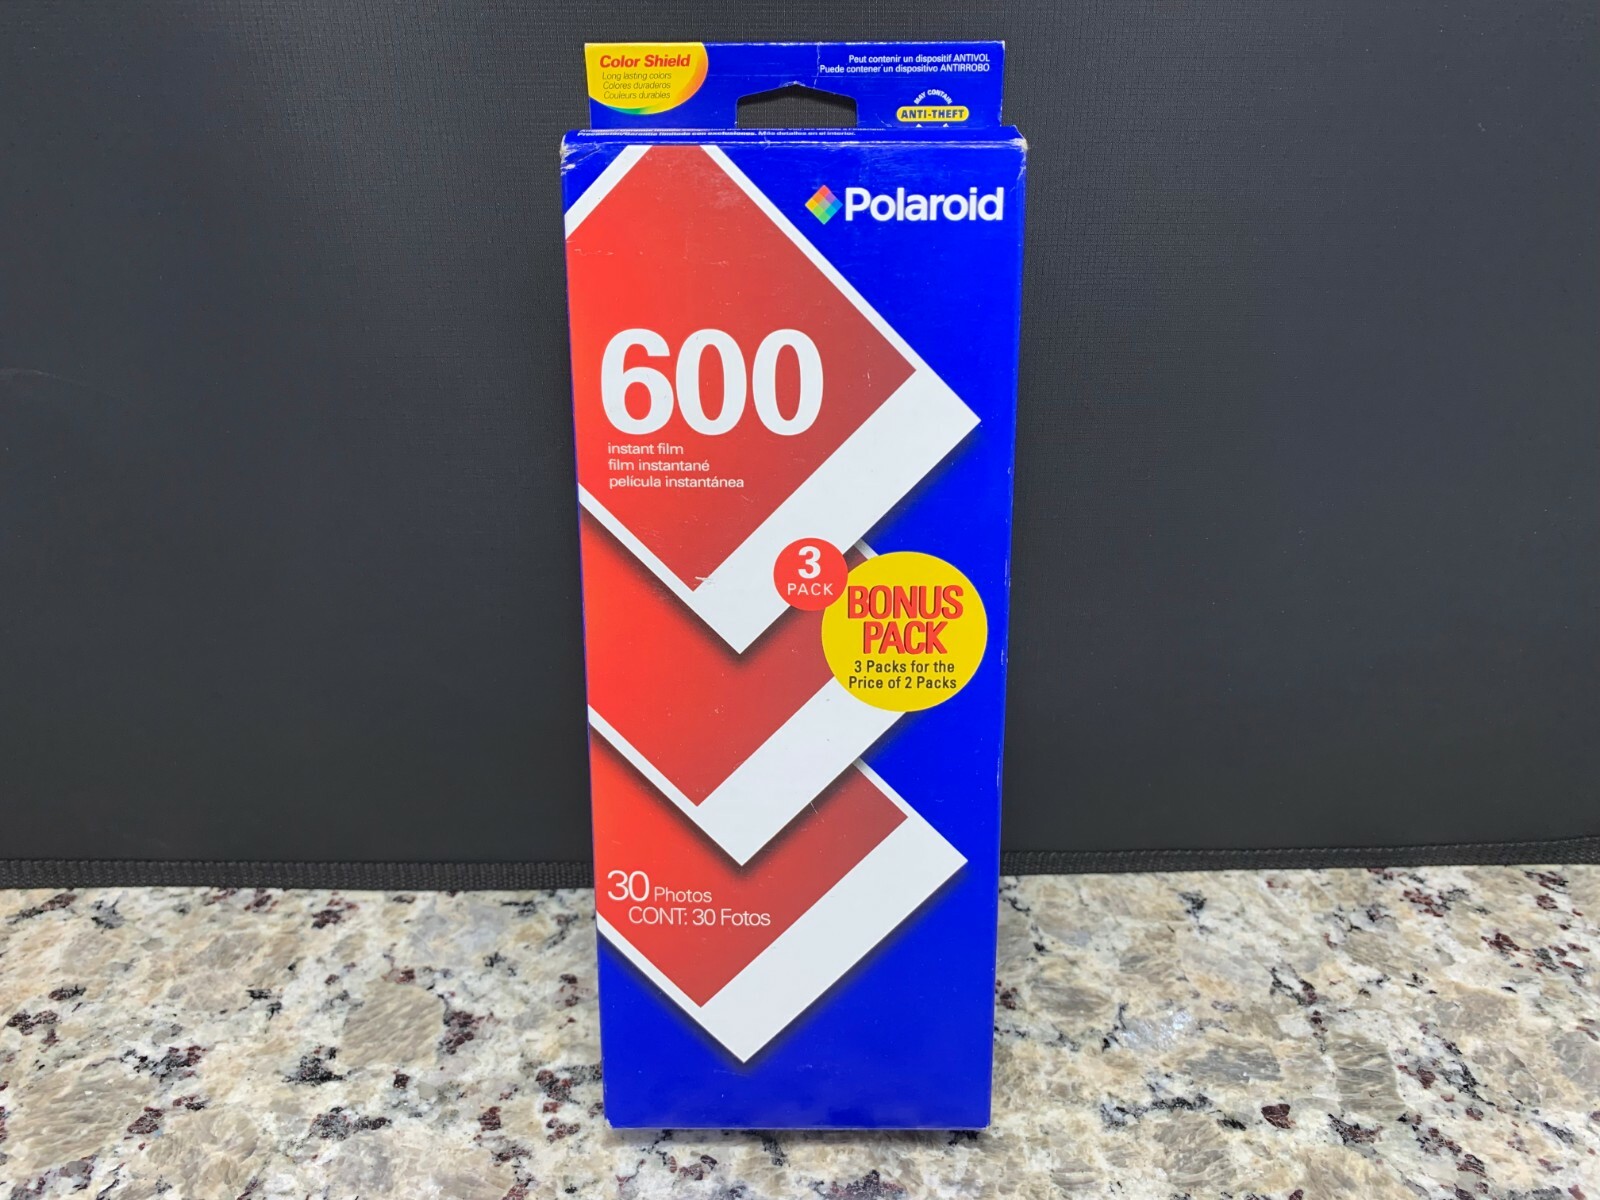 Color Shield
Long lasting colors
Colores duraderos
Couleurs durables
Peut contenir un dispositif ANTIVOL
Puede contener un dispositivo ANTIRROBO
MAY CONTAIN
ANTI-THEFT
Polaroid
600
instant film
film instantané
película instantánea
3
PACK
BONUS
PACK
3 Packs for the
Price of 2 Packs
30 Photos
CONT: 30 Fotos